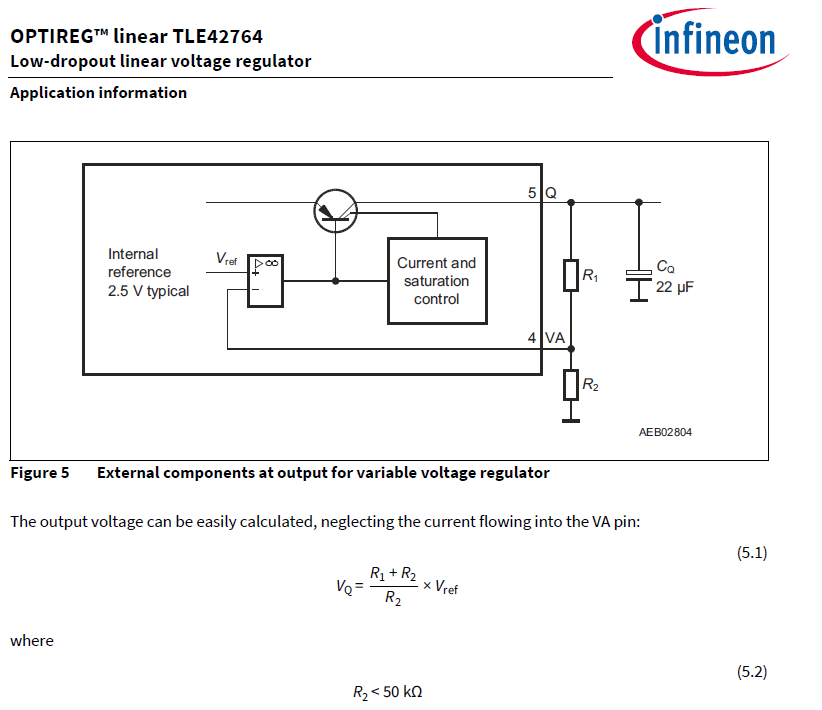 OPTIREG™ linear TLE42764
Low-dropout linear voltage regulator
infineon
Application information
5 Q
Internal
reference
2.5 V typical
Vref
▷∞
+
−
Current and
saturation
control
R1
CQ
22 µF
4 VA
R2
AEB02804
Figure 5 External components at output for variable voltage regulator
The output voltage can be easily calculated, neglecting the current flowing into the VA pin:
(5.1)
VQ = (R1 + R2) / R2 × Vref
where
(5.2)
R2 < 50 kΩ